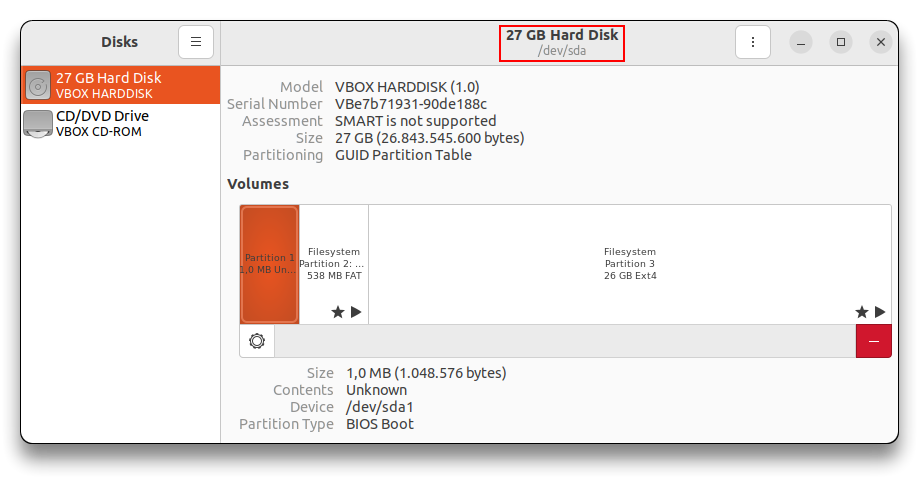 Disks
27 GB Hard Disk
/dev/sda
27 GB Hard Disk
VBOX HARDDISK
CD/DVD Drive
VBOX CD-ROM
Model VBOX HARDDISK (1.0)
Serial Number VBe7b71931-90de188c
Assessment SMART is not supported
Size 27 GB (26.843.545.600 bytes)
Partitioning GUID Partition Table
Volumes
Partition 1
1,0 MB Un…
Filesystem
Partition 2: …
538 MB FAT
Filesystem
Partition 3
26 GB Ext4
Size 1,0 MB (1.048.576 bytes)
Contents Unknown
Device /dev/sda1
Partition Type BIOS Boot